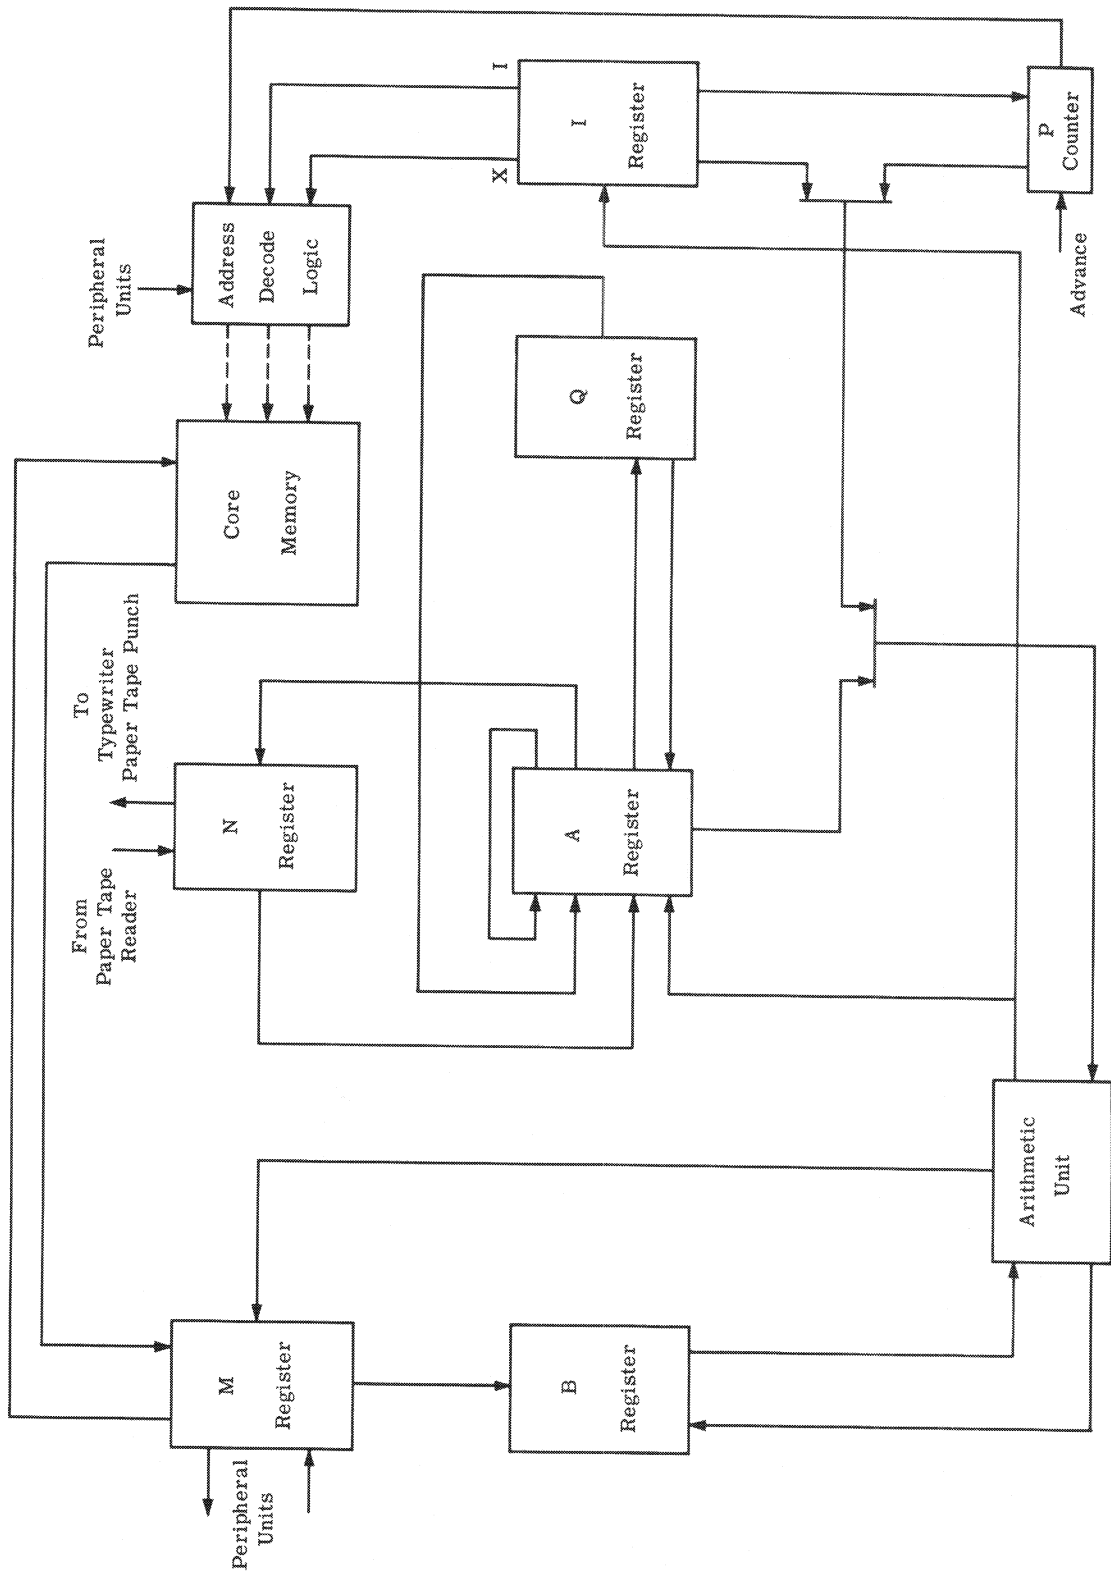 Peripheral
Units
M
Register
B
Register
From
Paper Tape
Reader
To
Typewriter
Paper Tape Punch
N
Register
A
Register
Arithmetic
Unit
Core
Memory
Q
Register
Peripheral
Units
Address
Decode
Logic
X
I
I
Register
P
Counter
Advance